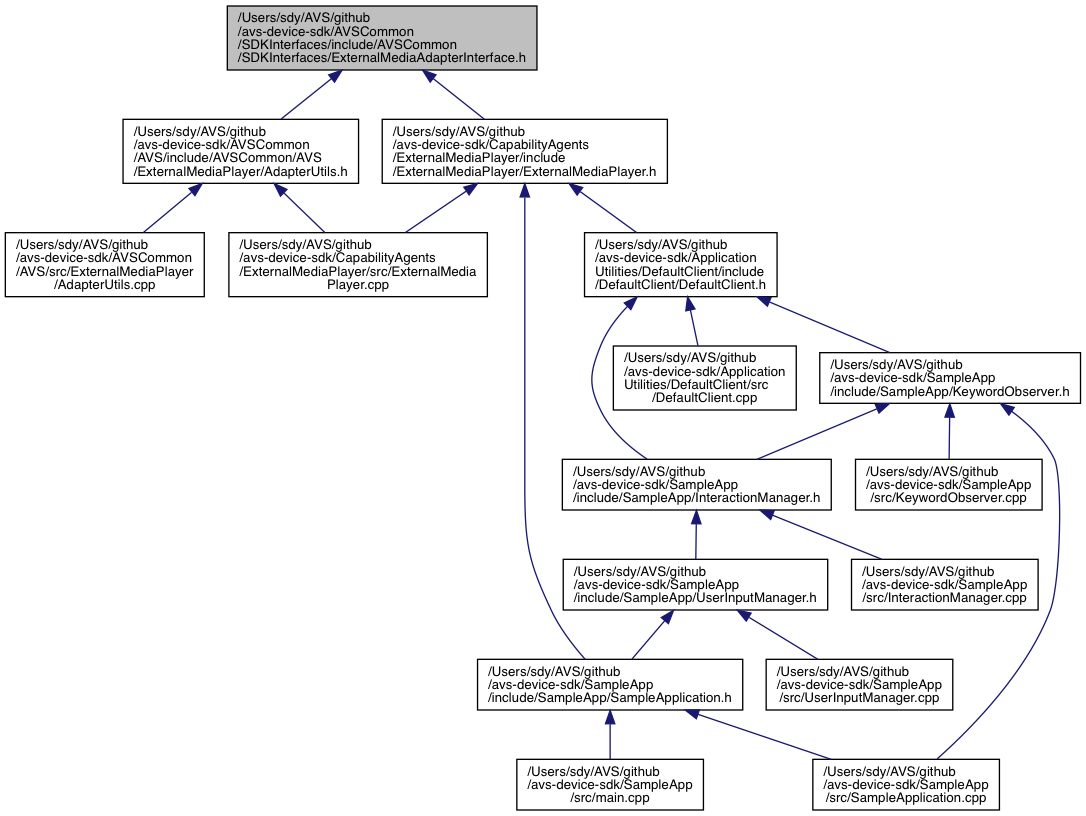 /Users/sdy/AVS/github
/avs-device-sdk/AVSCommon
/SDKInterfaces/include/AVSCommon
/SDKInterfaces/ExternalMediaAdapterInterface.h
/Users/sdy/AVS/github
/avs-device-sdk/AVSCommon
/AVS/include/AVSCommon/AVS
/ExternalMediaPlayer/AdapterUtils.h
/Users/sdy/AVS/github
/avs-device-sdk/CapabilityAgents
/ExternalMediaPlayer/include
/ExternalMediaPlayer/ExternalMediaPlayer.h
/Users/sdy/AVS/github
/avs-device-sdk/AVSCommon
/AVS/src/ExternalMediaPlayer
/AdapterUtils.cpp
/Users/sdy/AVS/github
/avs-device-sdk/CapabilityAgents
/ExternalMediaPlayer/src/ExternalMedia
Player.cpp
/Users/sdy/AVS/github
/avs-device-sdk/Application
Utilities/DefaultClient/include
/DefaultClient/DefaultClient.h
/Users/sdy/AVS/github
/avs-device-sdk/Application
Utilities/DefaultClient/src
/DefaultClient.cpp
/Users/sdy/AVS/github
/avs-device-sdk/SampleApp
/include/SampleApp/KeywordObserver.h
/Users/sdy/AVS/github
/avs-device-sdk/SampleApp
/include/SampleApp/InteractionManager.h
/Users/sdy/AVS/github
/avs-device-sdk/SampleApp
/src/KeywordObserver.cpp
/Users/sdy/AVS/github
/avs-device-sdk/SampleApp
/include/SampleApp/UserInputManager.h
/Users/sdy/AVS/github
/avs-device-sdk/SampleApp
/src/InteractionManager.cpp
/Users/sdy/AVS/github
/avs-device-sdk/SampleApp
/include/SampleApp/SampleApplication.h
/Users/sdy/AVS/github
/avs-device-sdk/SampleApp
/src/UserInputManager.cpp
/Users/sdy/AVS/github
/avs-device-sdk/SampleApp
/src/main.cpp
/Users/sdy/AVS/github
/avs-device-sdk/SampleApp
/src/SampleApplication.cpp